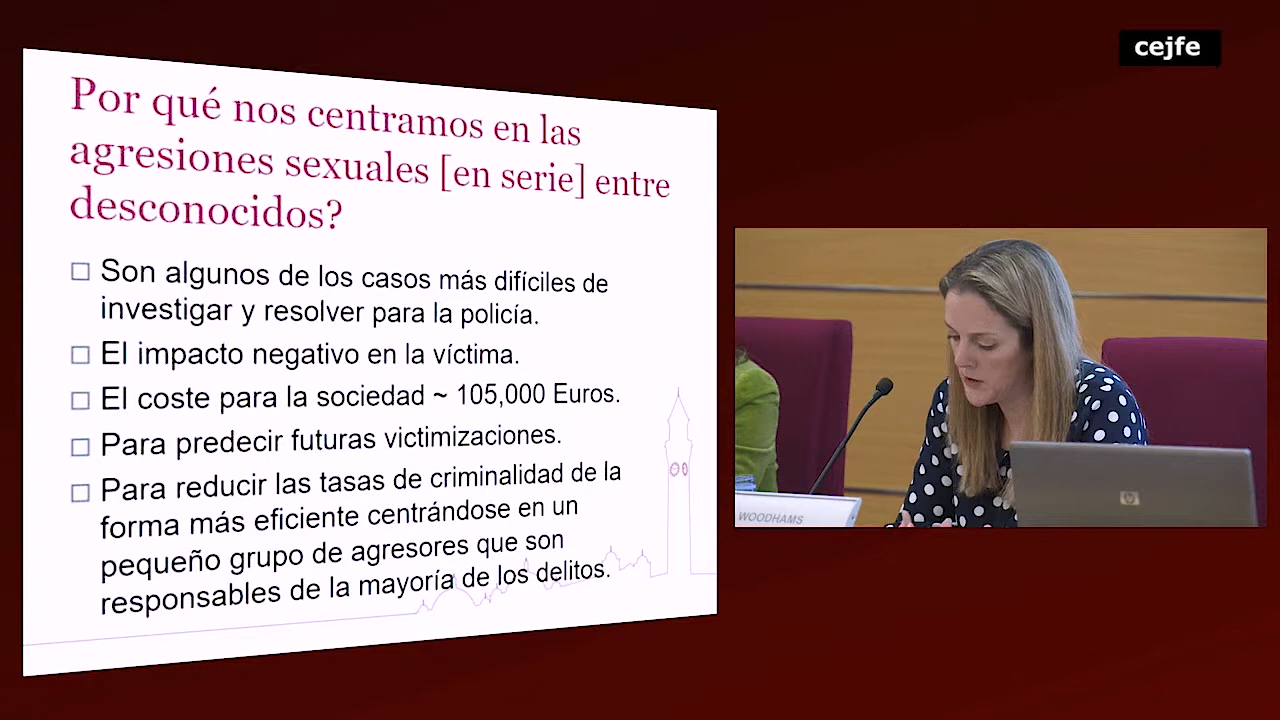 cejfe
Por qué nos centramos en las
agresiones sexuales [en serie] entre
desconocidos?
Son algunos de los casos más difíciles de
investigar y resolver para la policía.
El impacto negativo en la víctima.
El coste para la sociedad ~ 105,000 Euros.
Para predecir futuras victimizaciones.
Para reducir las tasas de criminalidad de la
forma más eficiente centrándose en un
pequeño grupo de agresores que son
responsables de la mayoría de los delitos.
WOODHAMS
hp